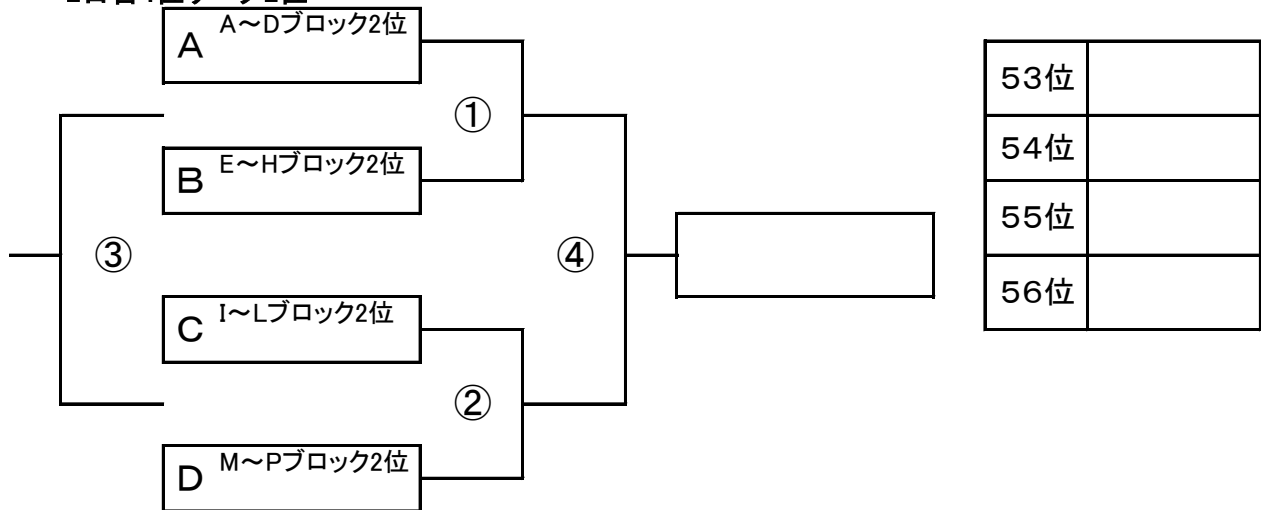 A A～Dブロック2位
①
B E～Hブロック2位
③
④
C I～Lブロック2位
②
D M～Pブロック2位
53位
54位
55位
56位